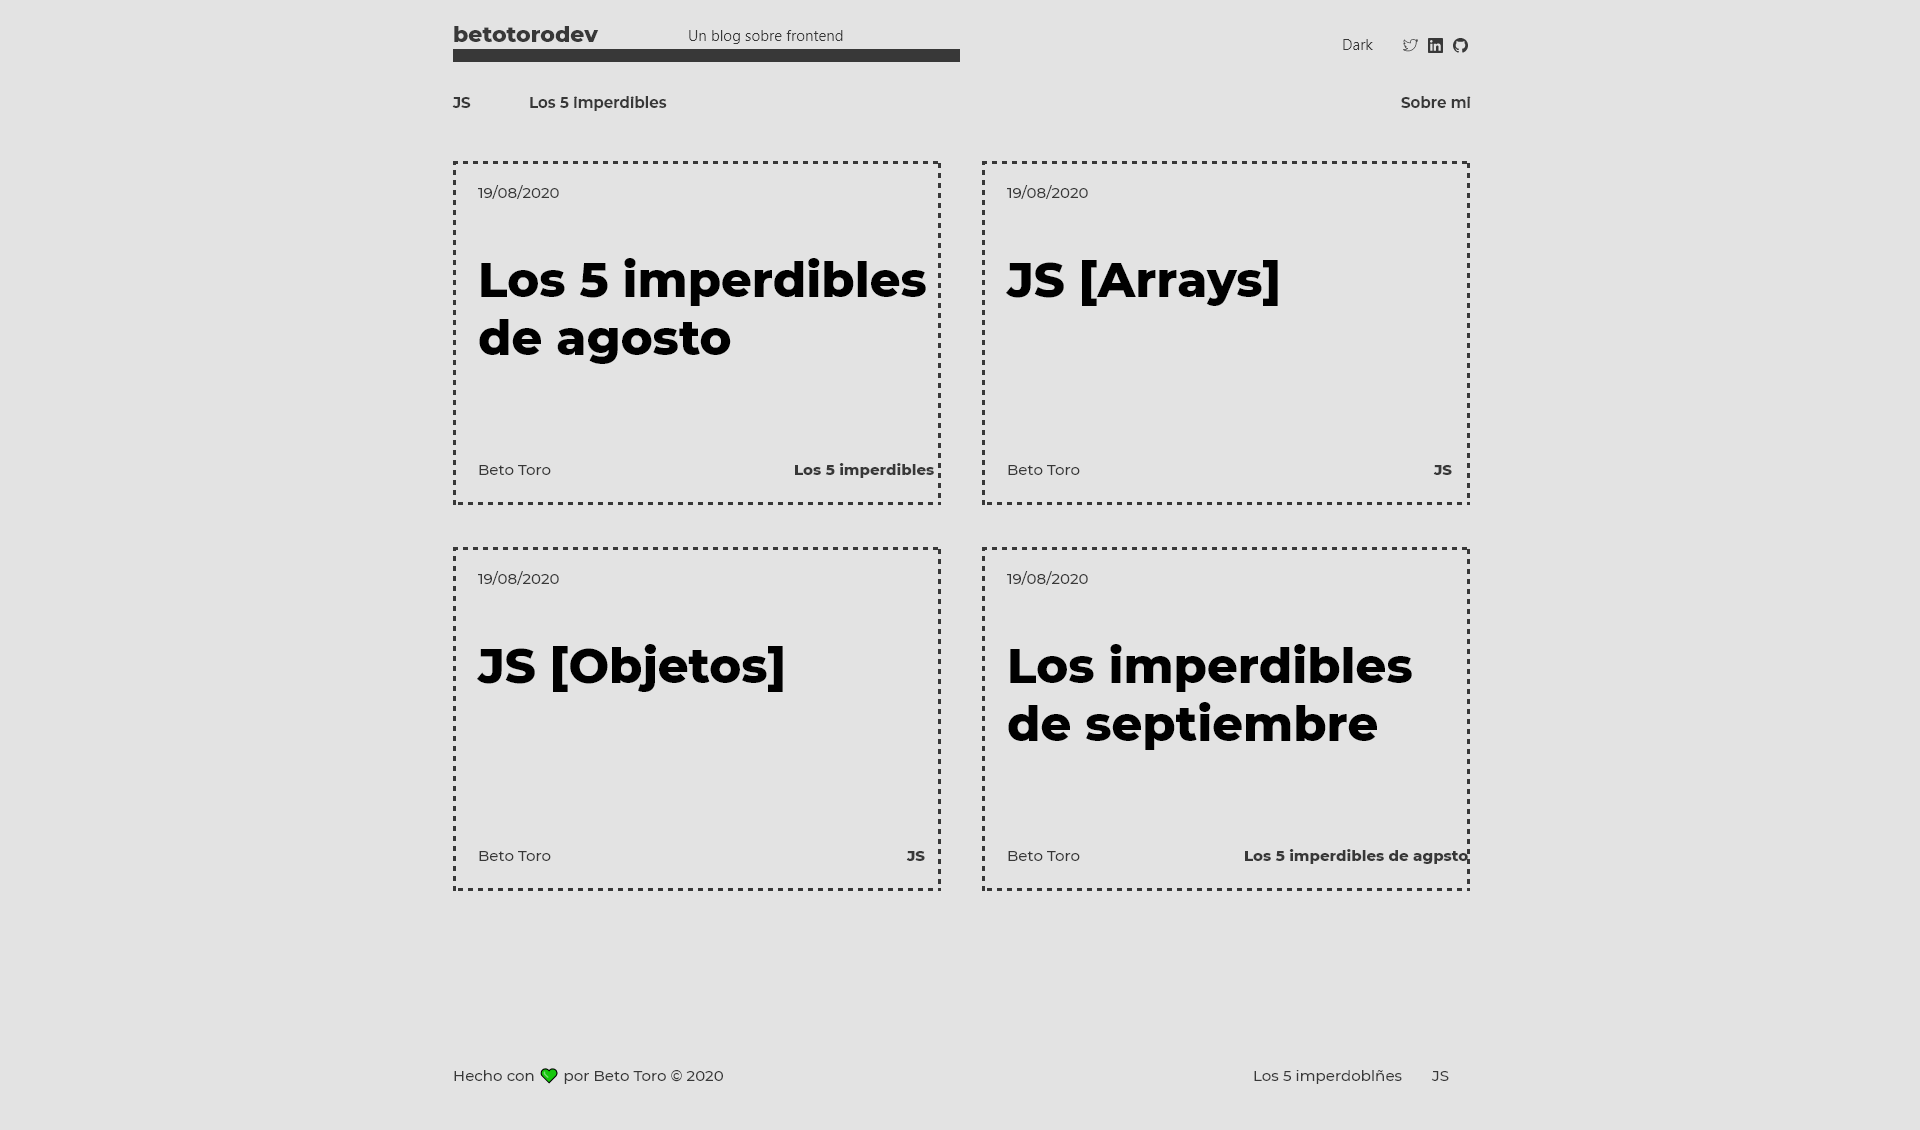 betotorodev
Un blog sobre frontend
Dark
JS
Los 5 imperdibles
Sobre mi
19/08/2020
Los 5 imperdibles
de agosto
Beto Toro
Los 5 imperdibles
19/08/2020
JS [Arrays]
Beto Toro
JS
19/08/2020
JS [Objetos]
Beto Toro
JS
19/08/2020
Los imperdibles
de septiembre
Beto Toro
Los 5 imperdibles de agpsto
Hecho con 💚 por Beto Toro © 2020
Los 5 imperdoblñes
JS